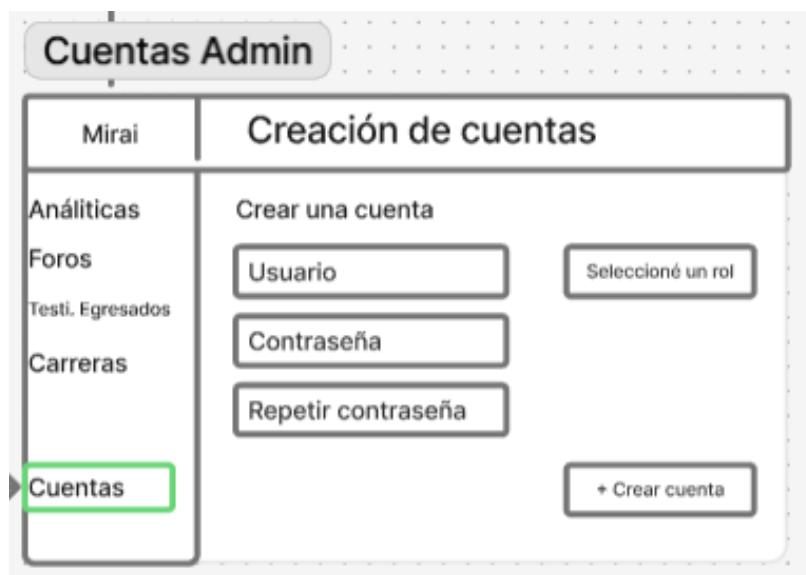 Cuentas Admin
Mirai
Creación de cuentas
Análiticas
Foros
Testi. Egresados
Carreras
Cuentas
Crear una cuenta
Usuario
Seleccioné un rol
Contraseña
Repetir contraseña
+ Crear cuenta